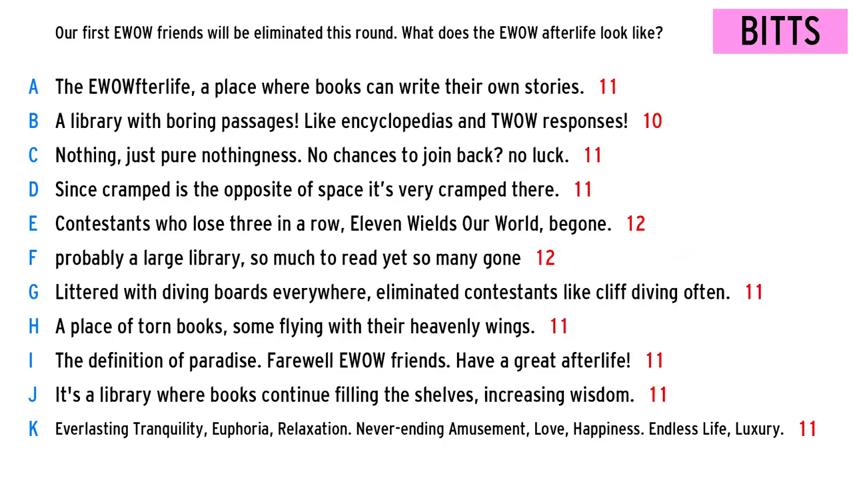 Our first EWOW friends will be eliminated this round. What does the EWOW afterlife look like?
BITTS
A The EWOWfterlife, a place where books can write their own stories. 11
B A library with boring passages! Like encyclopedias and TWOW responses! 10
C Nothing, just pure nothingness. No chances to join back? no luck. 11
D Since cramped is the opposite of space it’s very cramped there. 11
E Contestants who lose three in a row, Eleven Wields Our World, begone. 12
F probably a large library, so much to read yet so many gone 12
G Littered with diving boards everywhere, eliminated contestants like cliff diving often. 11
H A place of torn books, some flying with their heavenly wings. 11
I The definition of paradise. Farewell EWOW friends. Have a great afterlife! 11
J It's a library where books continue filling the shelves, increasing wisdom. 11
K Everlasting Tranquility, Euphoria, Relaxation. Never-ending Amusement, Love, Happiness. Endless Life, Luxury. 11